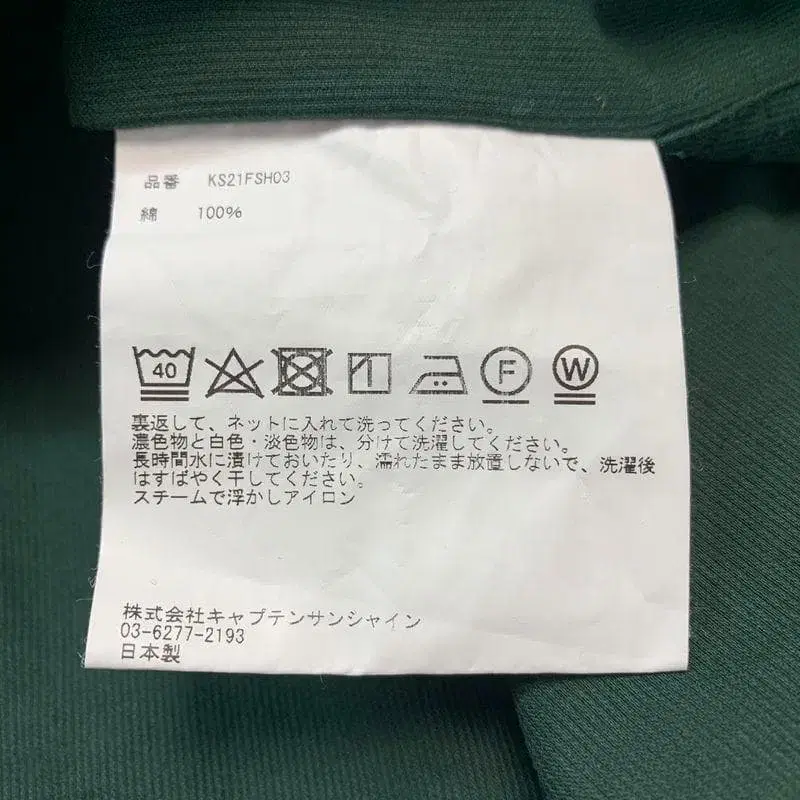 品番 KS21FSH03
綿 100%
40 F W
裏返して、ネットに入れて洗ってください。
濃色物と白色・淡色物は、分けて洗濯してください。
長時間水に漬けておいたり、濡れたまま放置しないで、洗濯後
はすばやく干してください。
スチームで浮かしアイロン
株式会社キャプテンサンシャイン
03-6277-2193
日本製